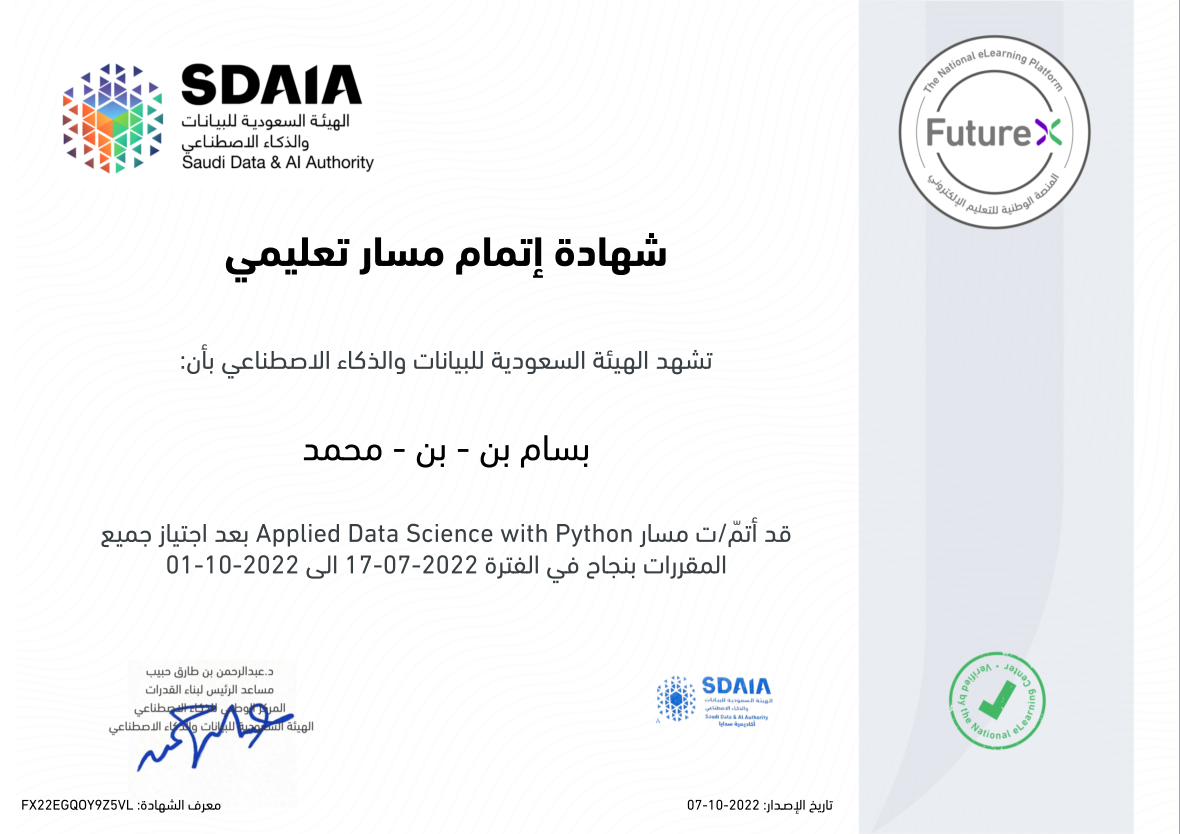 SDAIA
الهيئة السعودية للبيانات
والذكاء الاصطناعي
Saudi Data & AI Authority
The National eLearning Platform
FutureX
المنصة الوطنية للتعليم الإلكتروني
شهادة إتمام مسار تعليمي
تشهد الهيئة السعودية للبيانات والذكاء الاصطناعي بأن:
بسام بن - بن - محمد
قد أتمّ/ت مسار Applied Data Science with Python بعد اجتياز جميع
المقررات بنجاح في الفترة 2022-07-17 الى 2022-10-01
د.عبدالرحمن بن طارق حبيب
مساعد الرئيس لبناء القدرات
المركز الوطني للذكاء الاصطناعي
الهيئة السعودية للبيانات والذكاء الاصطناعي
SDAIA
الهيئة السعودية للبيانات
والذكاء الاصطناعي
Saudi Data & AI Authority
أكاديمية سدايا
Verified by the National eLearning Center
تاريخ الإصدار: 2022-10-07
معرف الشهادة: FX22EGQOY9Z5VL